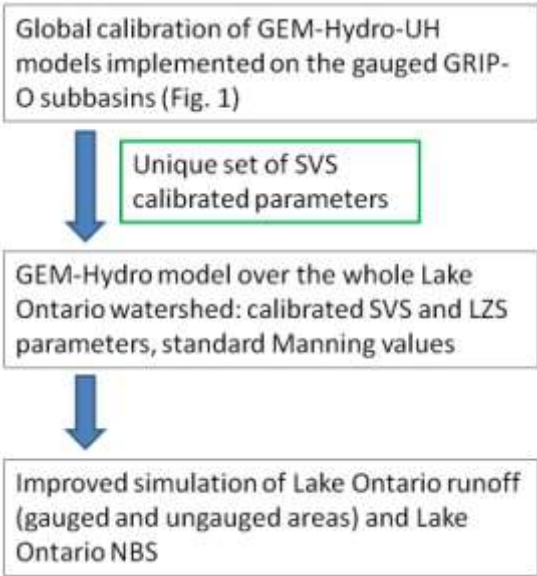 Global calibration of GEM-Hydro-UH
models implemented on the gauged GRIP-
O subbasins (Fig. 1)
Unique set of SVS
calibrated parameters
GEM-Hydro model over the whole Lake
Ontario watershed: calibrated SVS and LZS
parameters, standard Manning values
Improved simulation of Lake Ontario runoff
(gauged and ungauged areas) and Lake
Ontario NBS